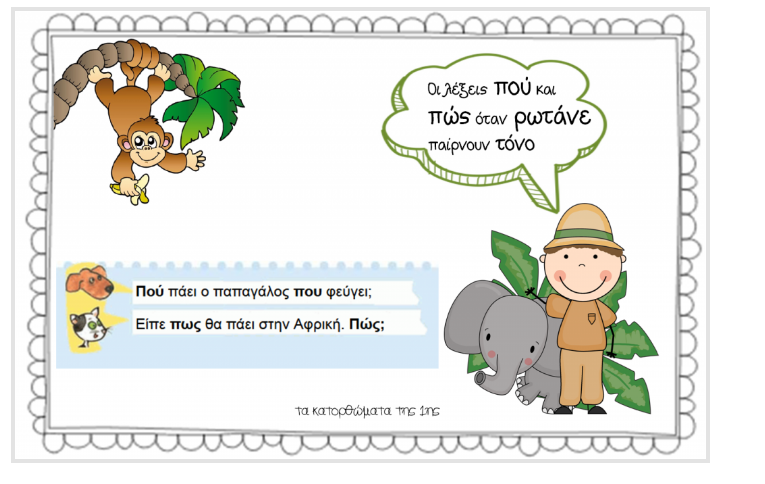 Οι λέξεις πού και
πώς όταν ρωτάνε
παίρνουν τόνο
Πού πάει ο παπαγάλος που φεύγει;
Είπε πως θα πάει στην Αφρική. Πώς;
τα κατορθώματα της 1ης